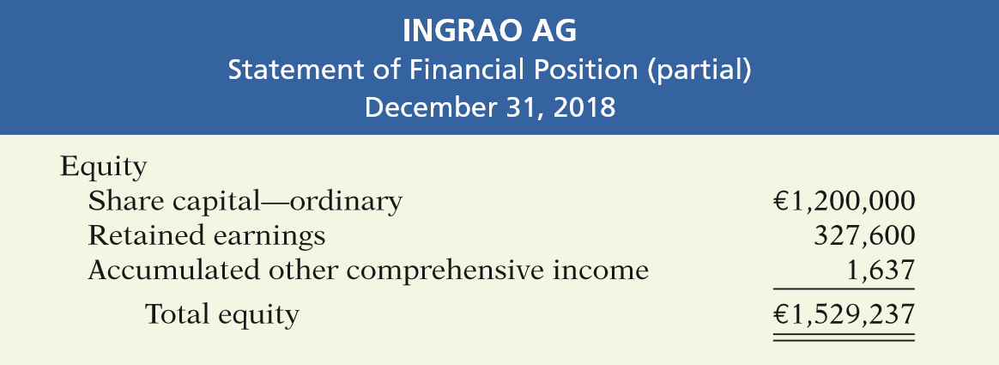 INGRAO AG
Statement of Financial Position (partial)
December 31, 2018
Equity
Share capital—ordinary €1,200,000
Retained earnings 327,600
Accumulated other comprehensive income 1,637
Total equity €1,529,237